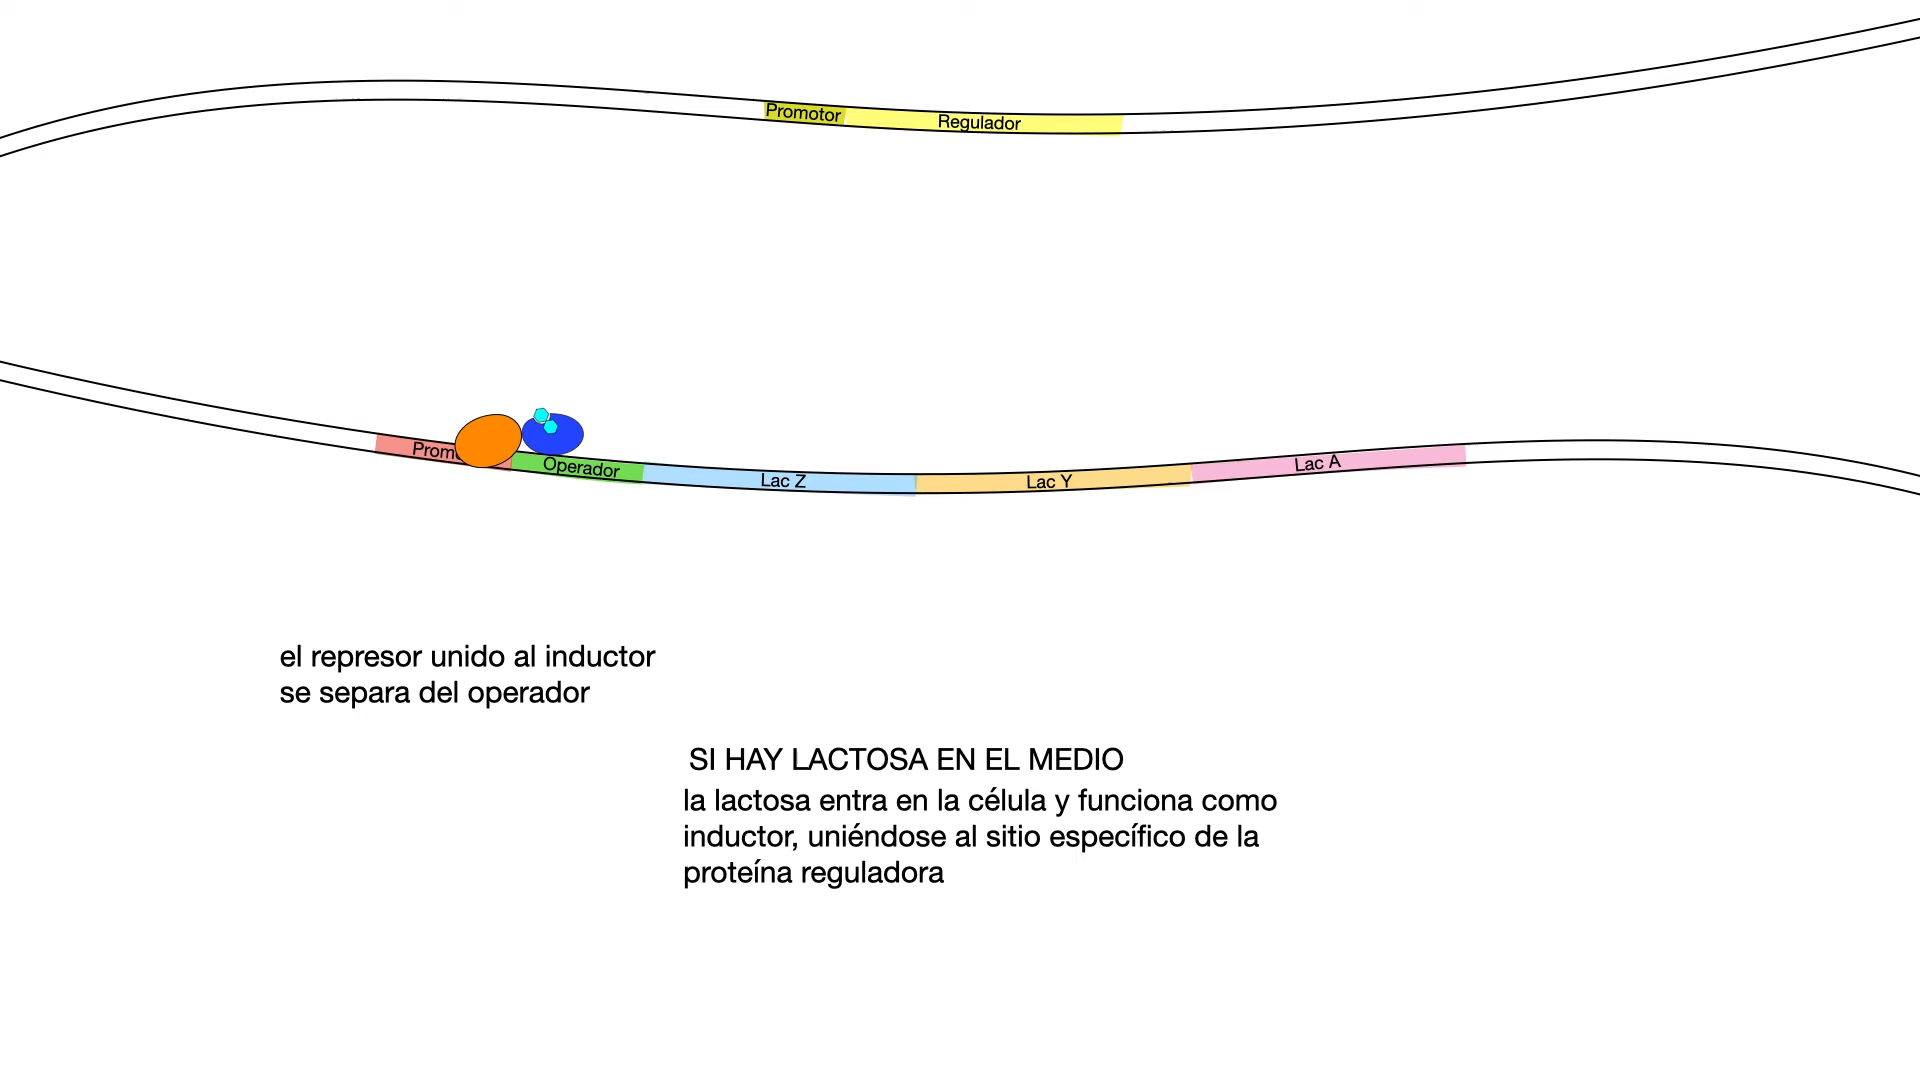 Promotor
Regulador
Prom
Operador
Lac Z
Lac Y
Lac A
el represor unido al inductor
se separa del operador
SI HAY LACTOSA EN EL MEDIO
la lactosa entra en la célula y funciona como
inductor, uniéndose al sitio específico de la
proteína reguladora